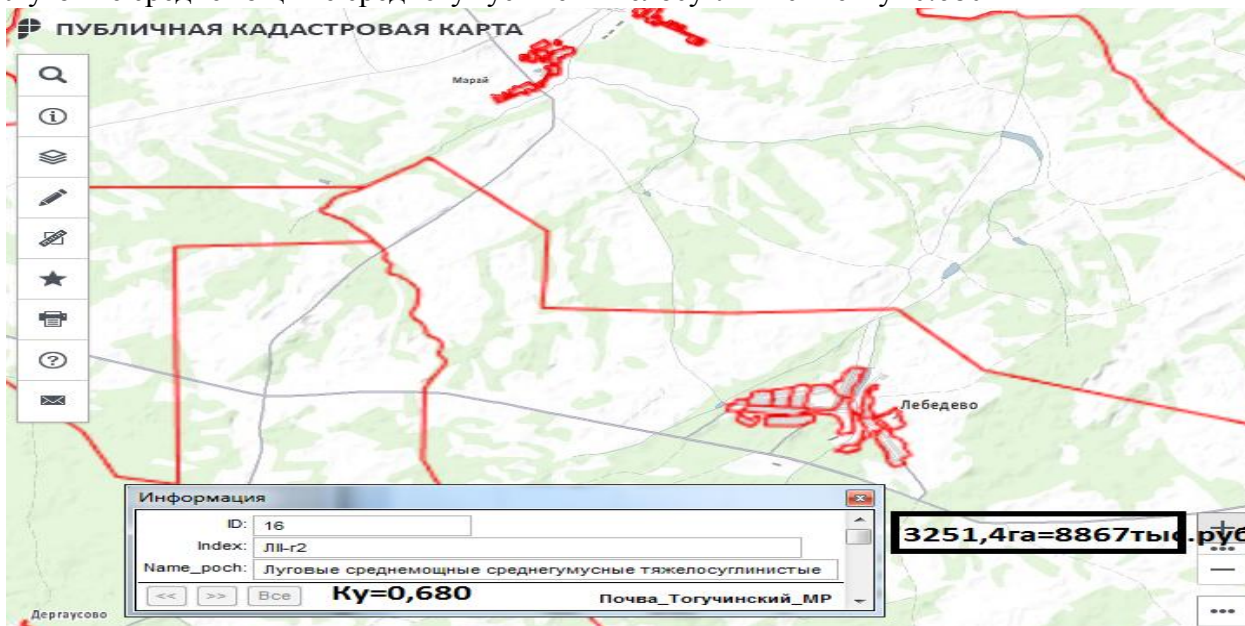 ПУБЛИЧНАЯ КАДАСТРОВАЯ КАРТА
Марай
Лебедево
Информация
ID: 16
Index: ЛII-г2
Name_poch: Луговые среднемощные среднегумусные тяжелосуглинистые
<< >> Все Ку=0,680 Почва_Тогучинский_МР
3251,4га=8867тыс.руб
Дергаусово